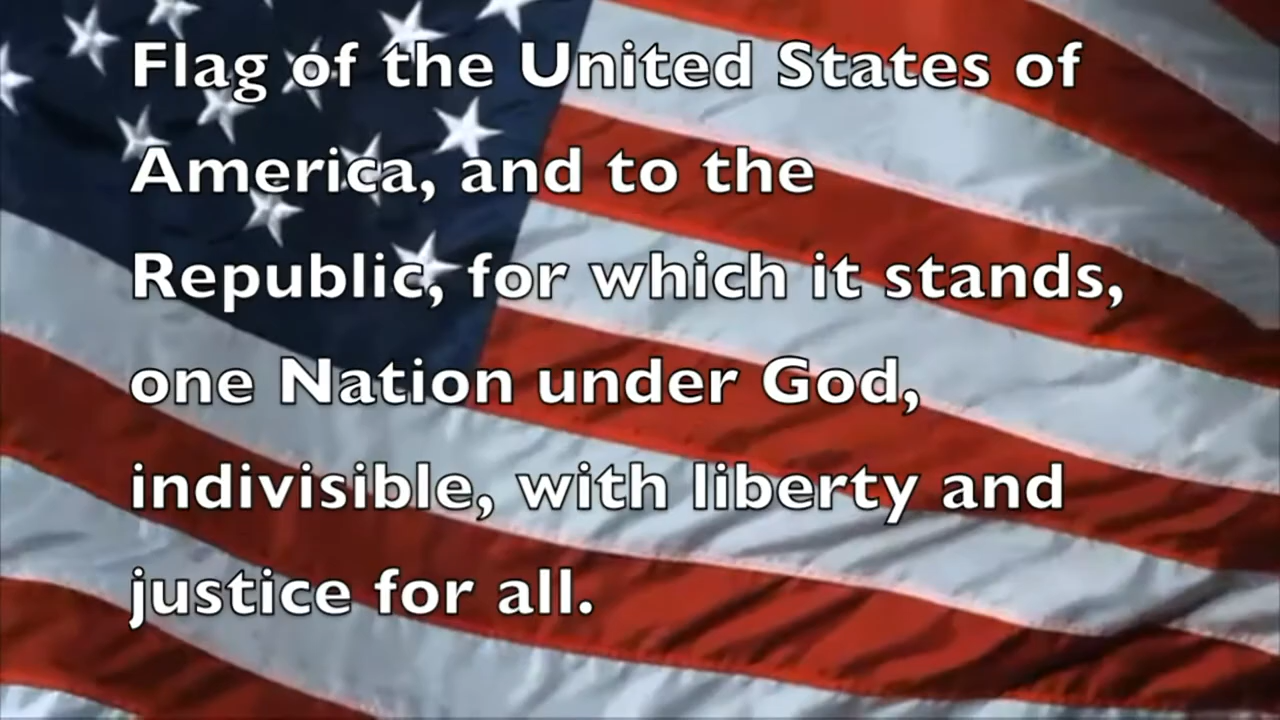 Flag of the United States of
America, and to the
Republic, for which it stands,
one Nation under God,
indivisible, with liberty and
justice for all.